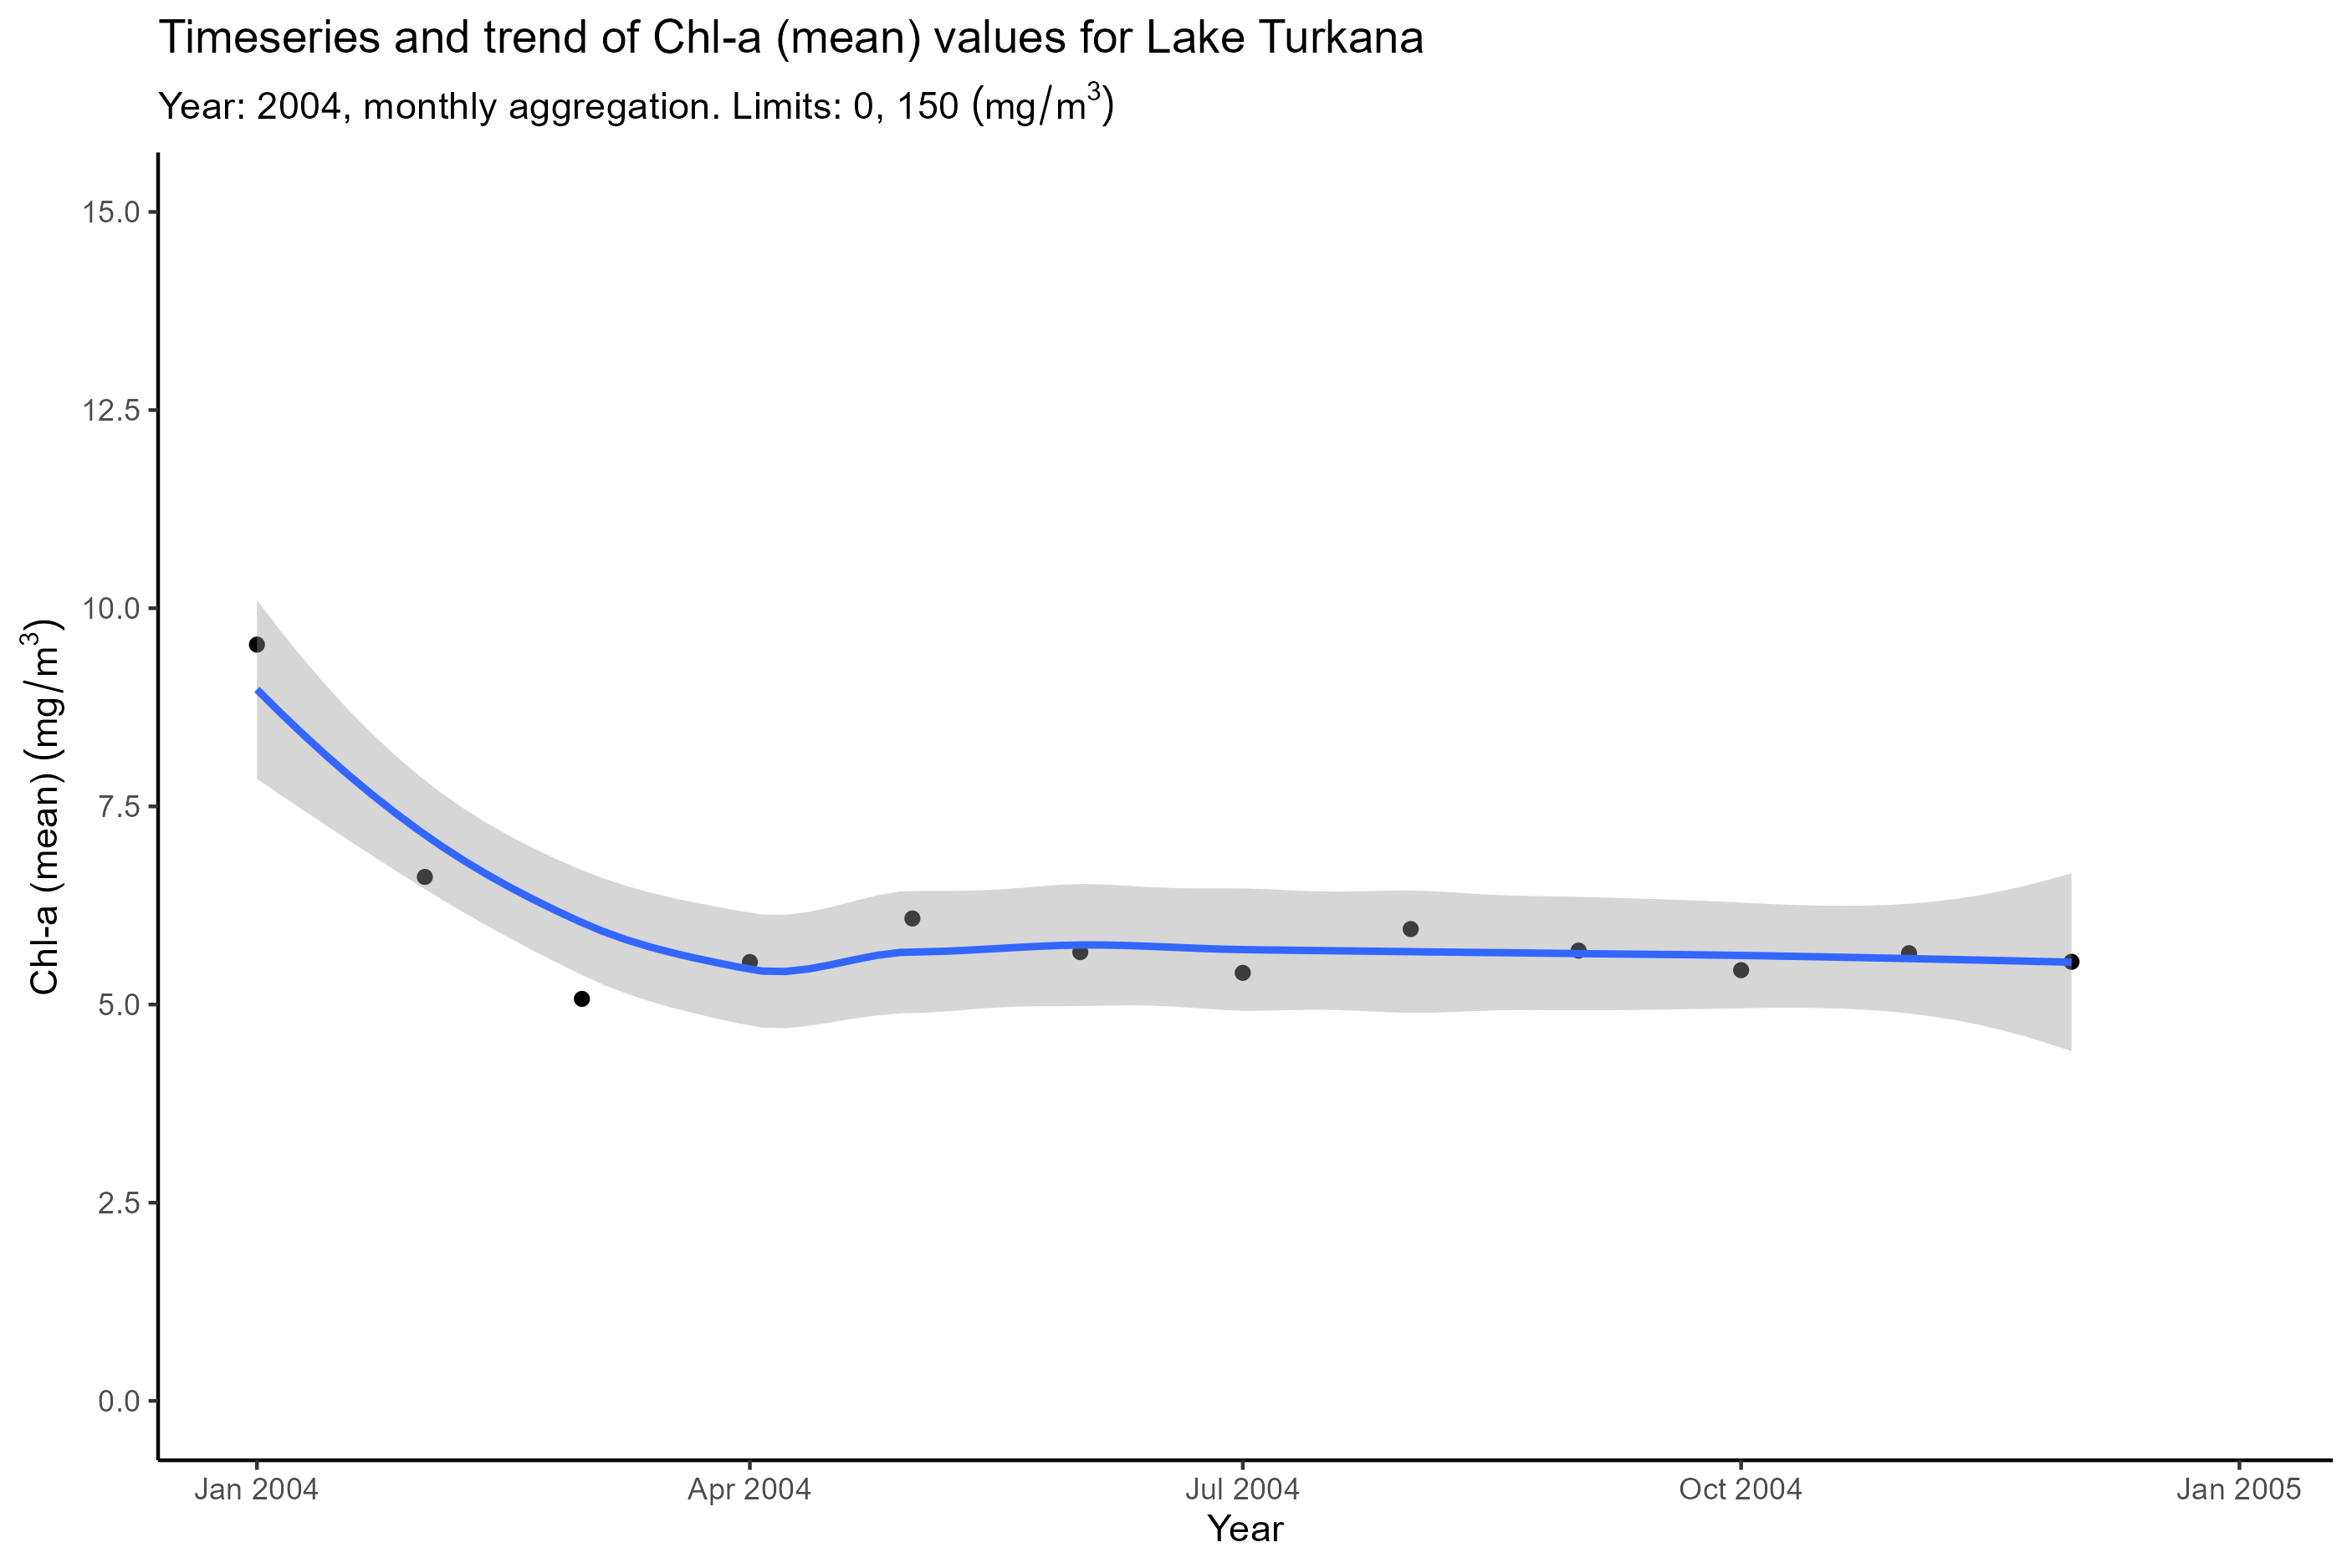 Timeseries and trend of Chl-a (mean) values for Lake Turkana
Year: 2004, monthly aggregation. Limits: 0, 150 (mg/m³)
Chl-a (mean) (mg/m³)
15.0
12.5
10.0
7.5
5.0
2.5
0.0
Jan 2004 Apr 2004 Jul 2004 Oct 2004 Jan 2005
Year